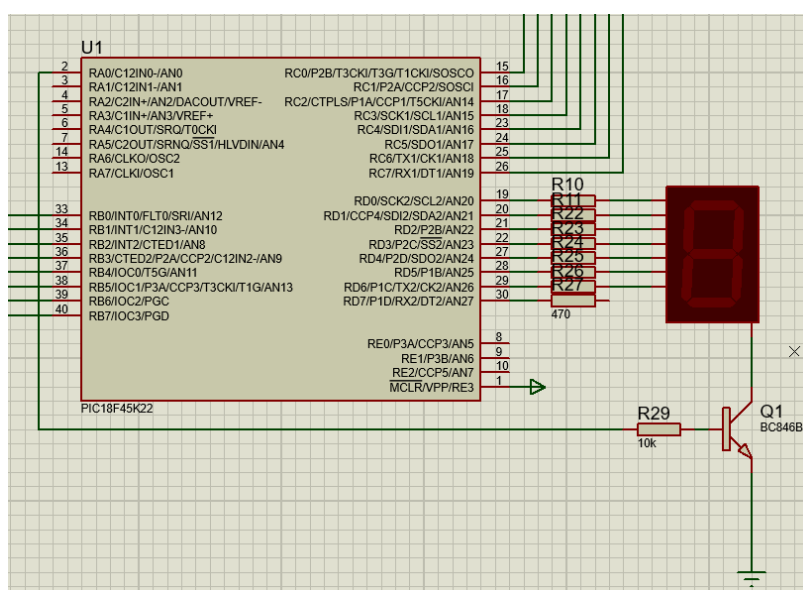 U1
2 RA0/C12IN0-/AN0 RC0/P2B/T3CKI/T3G/T1CKI/SOSCO 15
3 RA1/C12IN1-/AN1 RC1/P2A/CCP2/SOSCI 16
4 RA2/C2IN+/AN2/DACOUT/VREF- RC2/CTPLS/P1A/CCP1/T5CKI/AN14 17
5 RA3/C1IN+/AN3/VREF+ RC3/SCK1/SCL1/AN15 18
6 RA4/C1OUT/SRQ/T0CKI RC4/SDI1/SDA1/AN16 23
7 RA5/C2OUT/SRNQ/SS1/HLVDIN/AN4 RC5/SDO1/AN17 24
14 RA6/CLKO/OSC2 RC6/TX1/CK1/AN18 25
13 RA7/CLKI/OSC1 RC7/RX1/DT1/AN19 26
R10
RD0/SCK2/SCL2/AN20 19 R11
33 RB0/INT0/FLT0/SRI/AN12 RD1/CCP4/SDI2/SDA2/AN21 20 R22
34 RB1/INT1/C12IN3-/AN10 RD2/P2B/AN22 21 R23
35 RB2/INT2/CTED1/AN8 RD3/P2C/SS2/AN23 22 R24
36 RB3/CTED2/P2A/CCP2/C12IN2-/AN9 RD4/P2D/SDO2/AN24 27 R25
37 RB4/IOC0/T5G/AN11 RD5/P1B/AN25 28 R26
38 RB5/IOC1/P3A/CCP3/T3CKI/T1G/AN13 RD6/P1C/TX2/CK2/AN26 29 R27
39 RB6/IOC2/PGC RD7/P1D/RX2/DT2/AN27 30
40 RB7/IOC3/PGD 470
RE0/P3A/CCP3/AN5 8
RE1/P3B/AN6 9
RE2/CCP5/AN7 10
MCLR/VPP/RE3 1
PIC18F45K22
R29
10k
Q1
BC846B